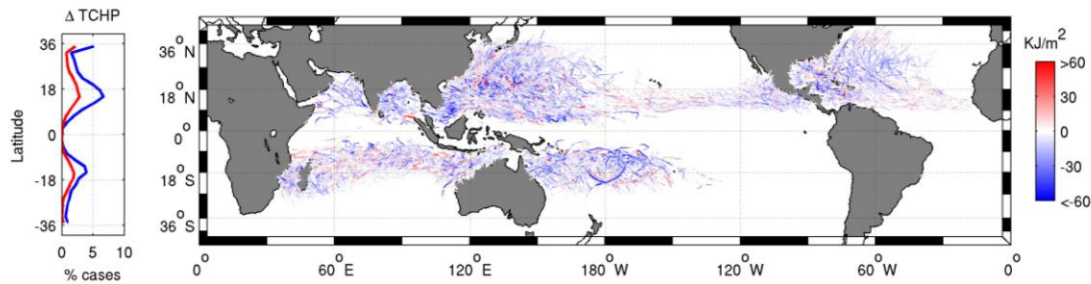 Δ TCHP
36
18
0
-18
-36
Latitude
0 5 10
% cases
36° N
18° N
0°
18° S
36° S
0° 60° E 120° E 180° W 120° W 60° W 0°
KJ/m²
>60
30
0
-30
<-60